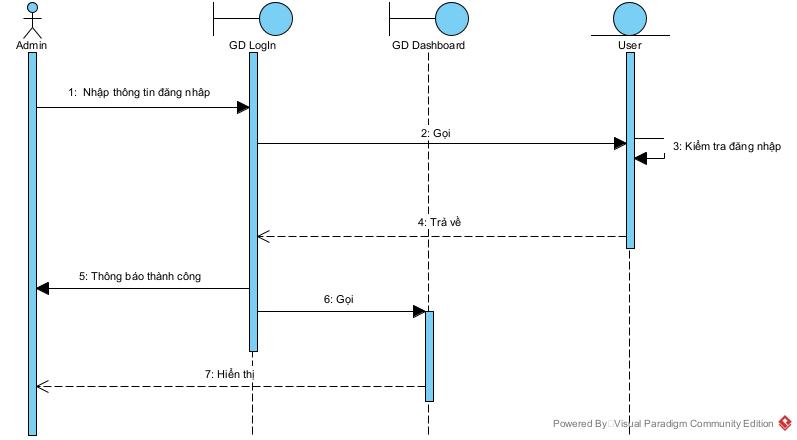 Admin
GD LogIn
GD Dashboard
User
1: Nhập thông tin đăng nhâp
2: Gọi
3: Kiểm tra đăng nhập
4: Trả về
5: Thông báo thành công
6: Gọi
7: Hiển thị
Powered By Visual Paradigm Community Edition